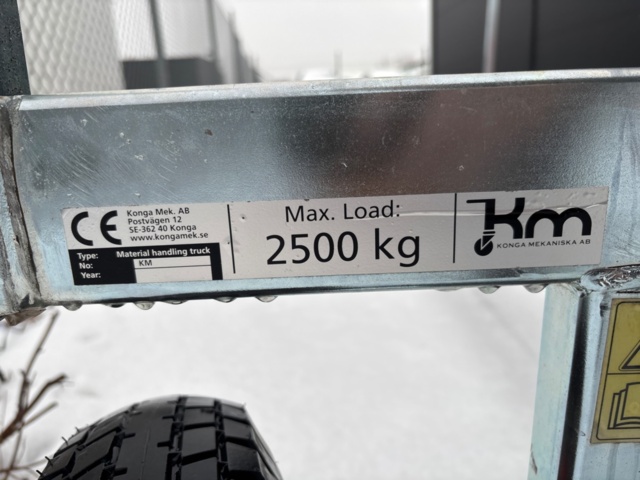 CE
Konga Mek. AB
Postvägen 12
SE-362 40 Konga
www.kongamek.se
Type: Material handling truck
No: KM
Year:
Max. Load:
2500 kg
Km
KONGA MEKANISKA AB